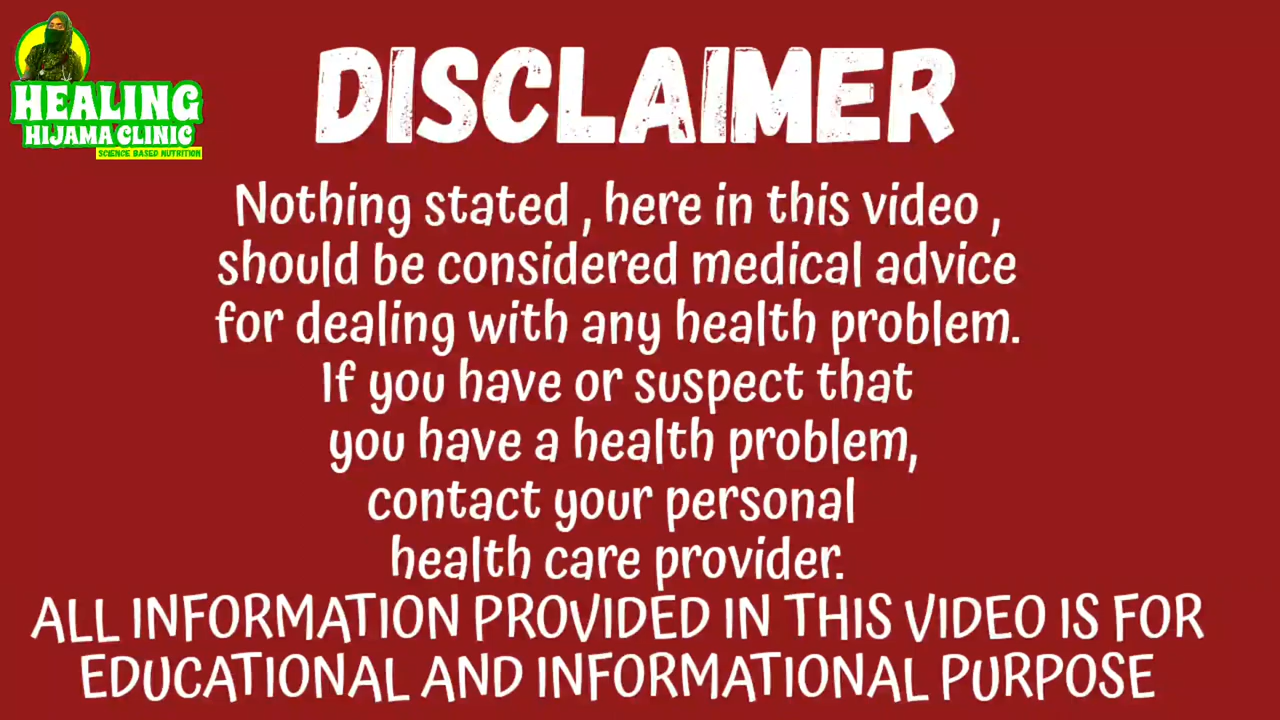 HEALING
HIJAMA CLINIC
SCIENCE BASED NUTRITION
DISCLAIMER
Nothing stated , here in this video ,
should be considered medical advice
for dealing with any health problem.
If you have or suspect that
you have a health problem,
contact your personal
health care provider.
ALL INFORMATION PROVIDED IN THIS VIDEO IS FOR
EDUCATIONAL AND INFORMATIONAL PURPOSE